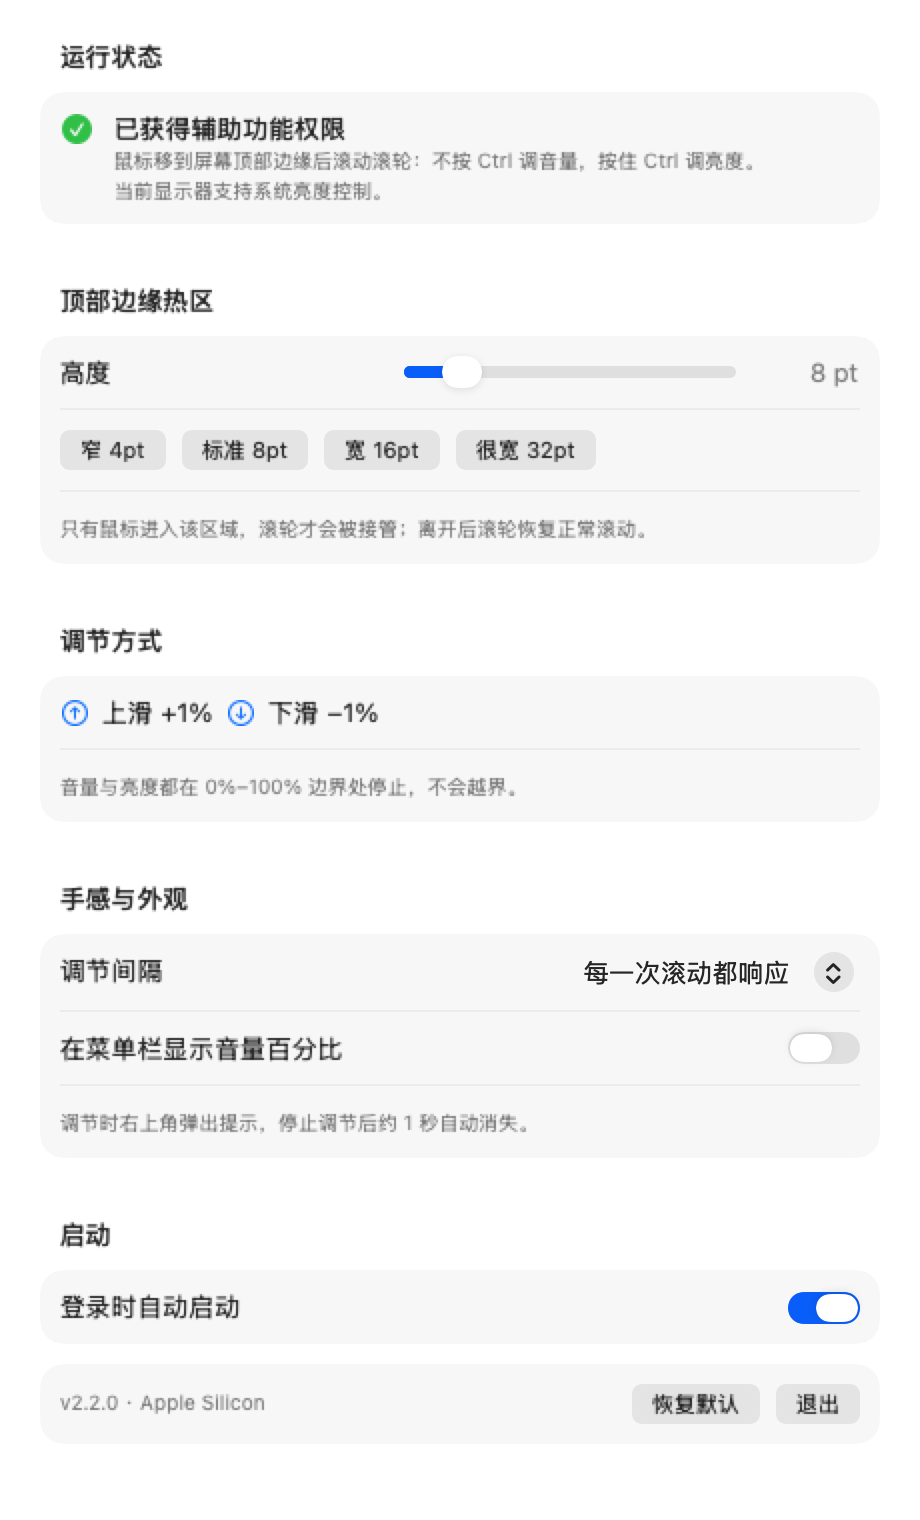 运行状态
已获得辅助功能权限
鼠标移到屏幕顶部边缘后滚动滚轮：不按 Ctrl 调音量，按住 Ctrl 调亮度。
当前显示器支持系统亮度控制。
顶部边缘热区
高度 8 pt
窄 4pt 标准 8pt 宽 16pt 很宽 32pt
只有鼠标进入该区域，滚轮才会被接管；离开后滚轮恢复正常滚动。
调节方式
上滑 +1% 下滑 −1%
音量与亮度都在 0%–100% 边界处停止，不会越界。
手感与外观
调节间隔 每一次滚动都响应
在菜单栏显示音量百分比
调节时右上角弹出提示，停止调节后约 1 秒自动消失。
启动
登录时自动启动
v2.2.0 · Apple Silicon 恢复默认 退出